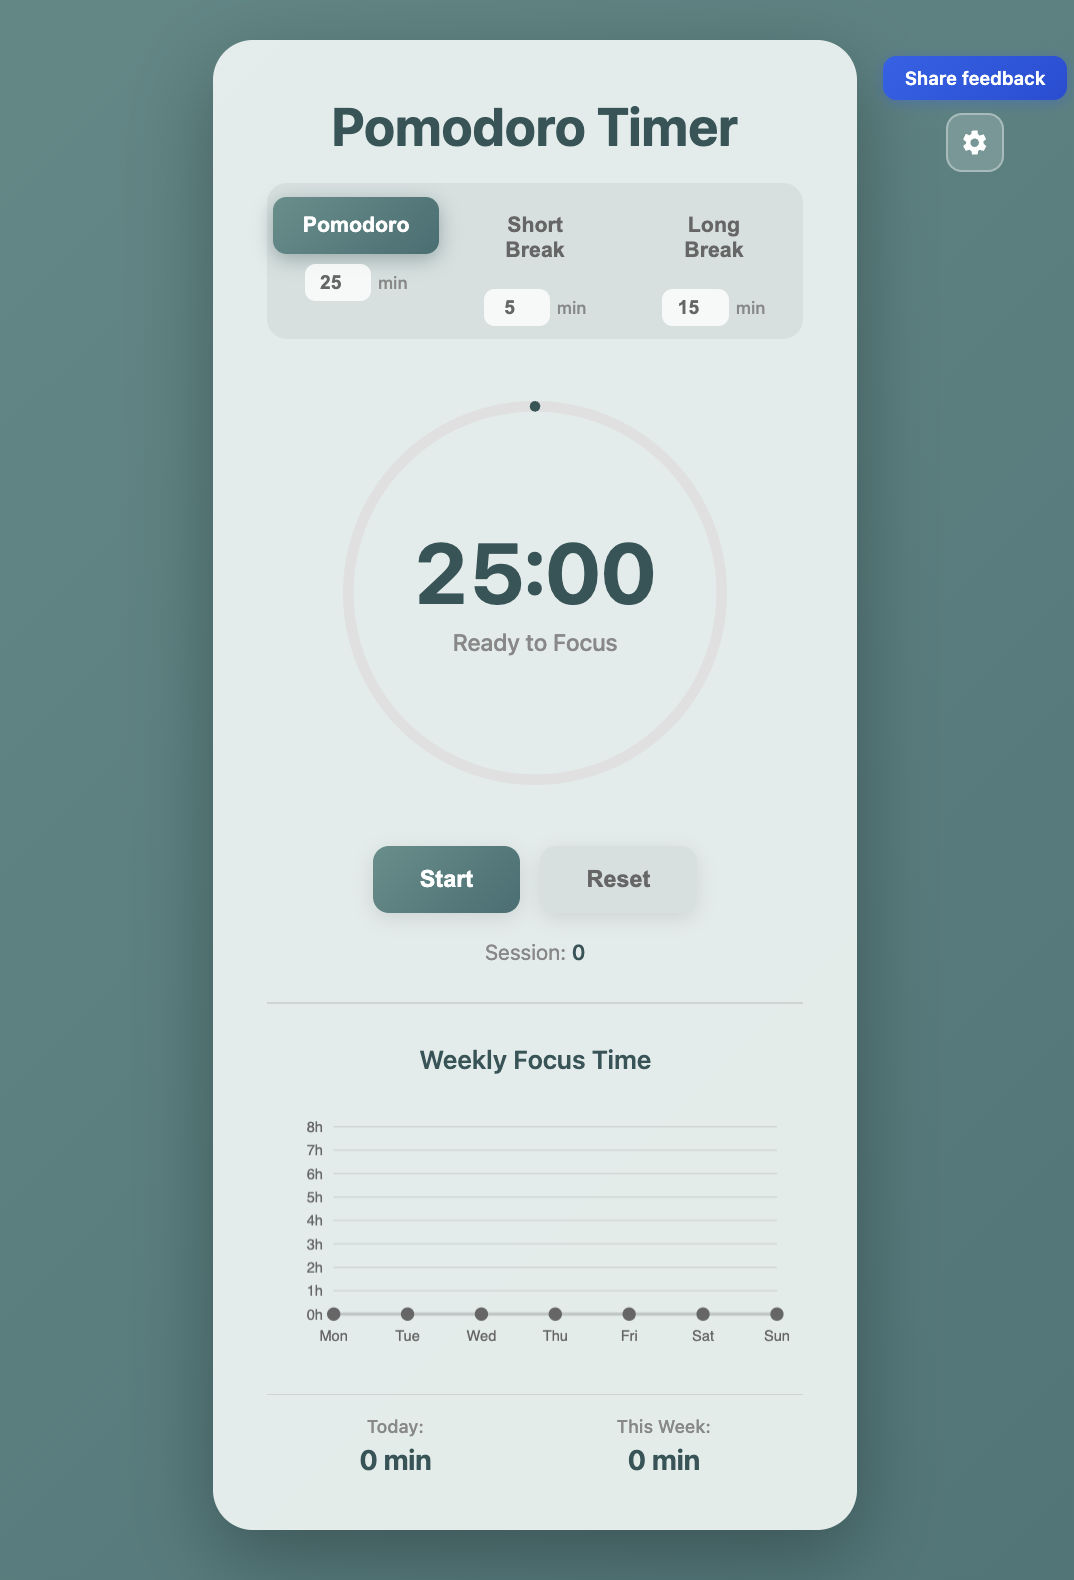 Share feedback
Pomodoro Timer
Pomodoro
25 min
Short
Break
5 min
Long
Break
15 min
25:00
Ready to Focus
Start
Reset
Session: 0
Weekly Focus Time
8h
7h
6h
5h
4h
3h
2h
1h
0h
Mon Tue Wed Thu Fri Sat Sun
Today:
0 min
This Week:
0 min